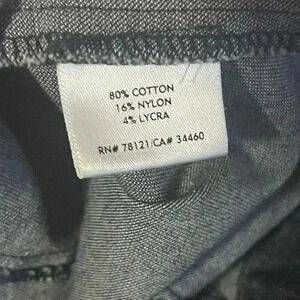 80% COTTON
16% NYLON
4% LYCRA
RN# 78121/CA# 34460